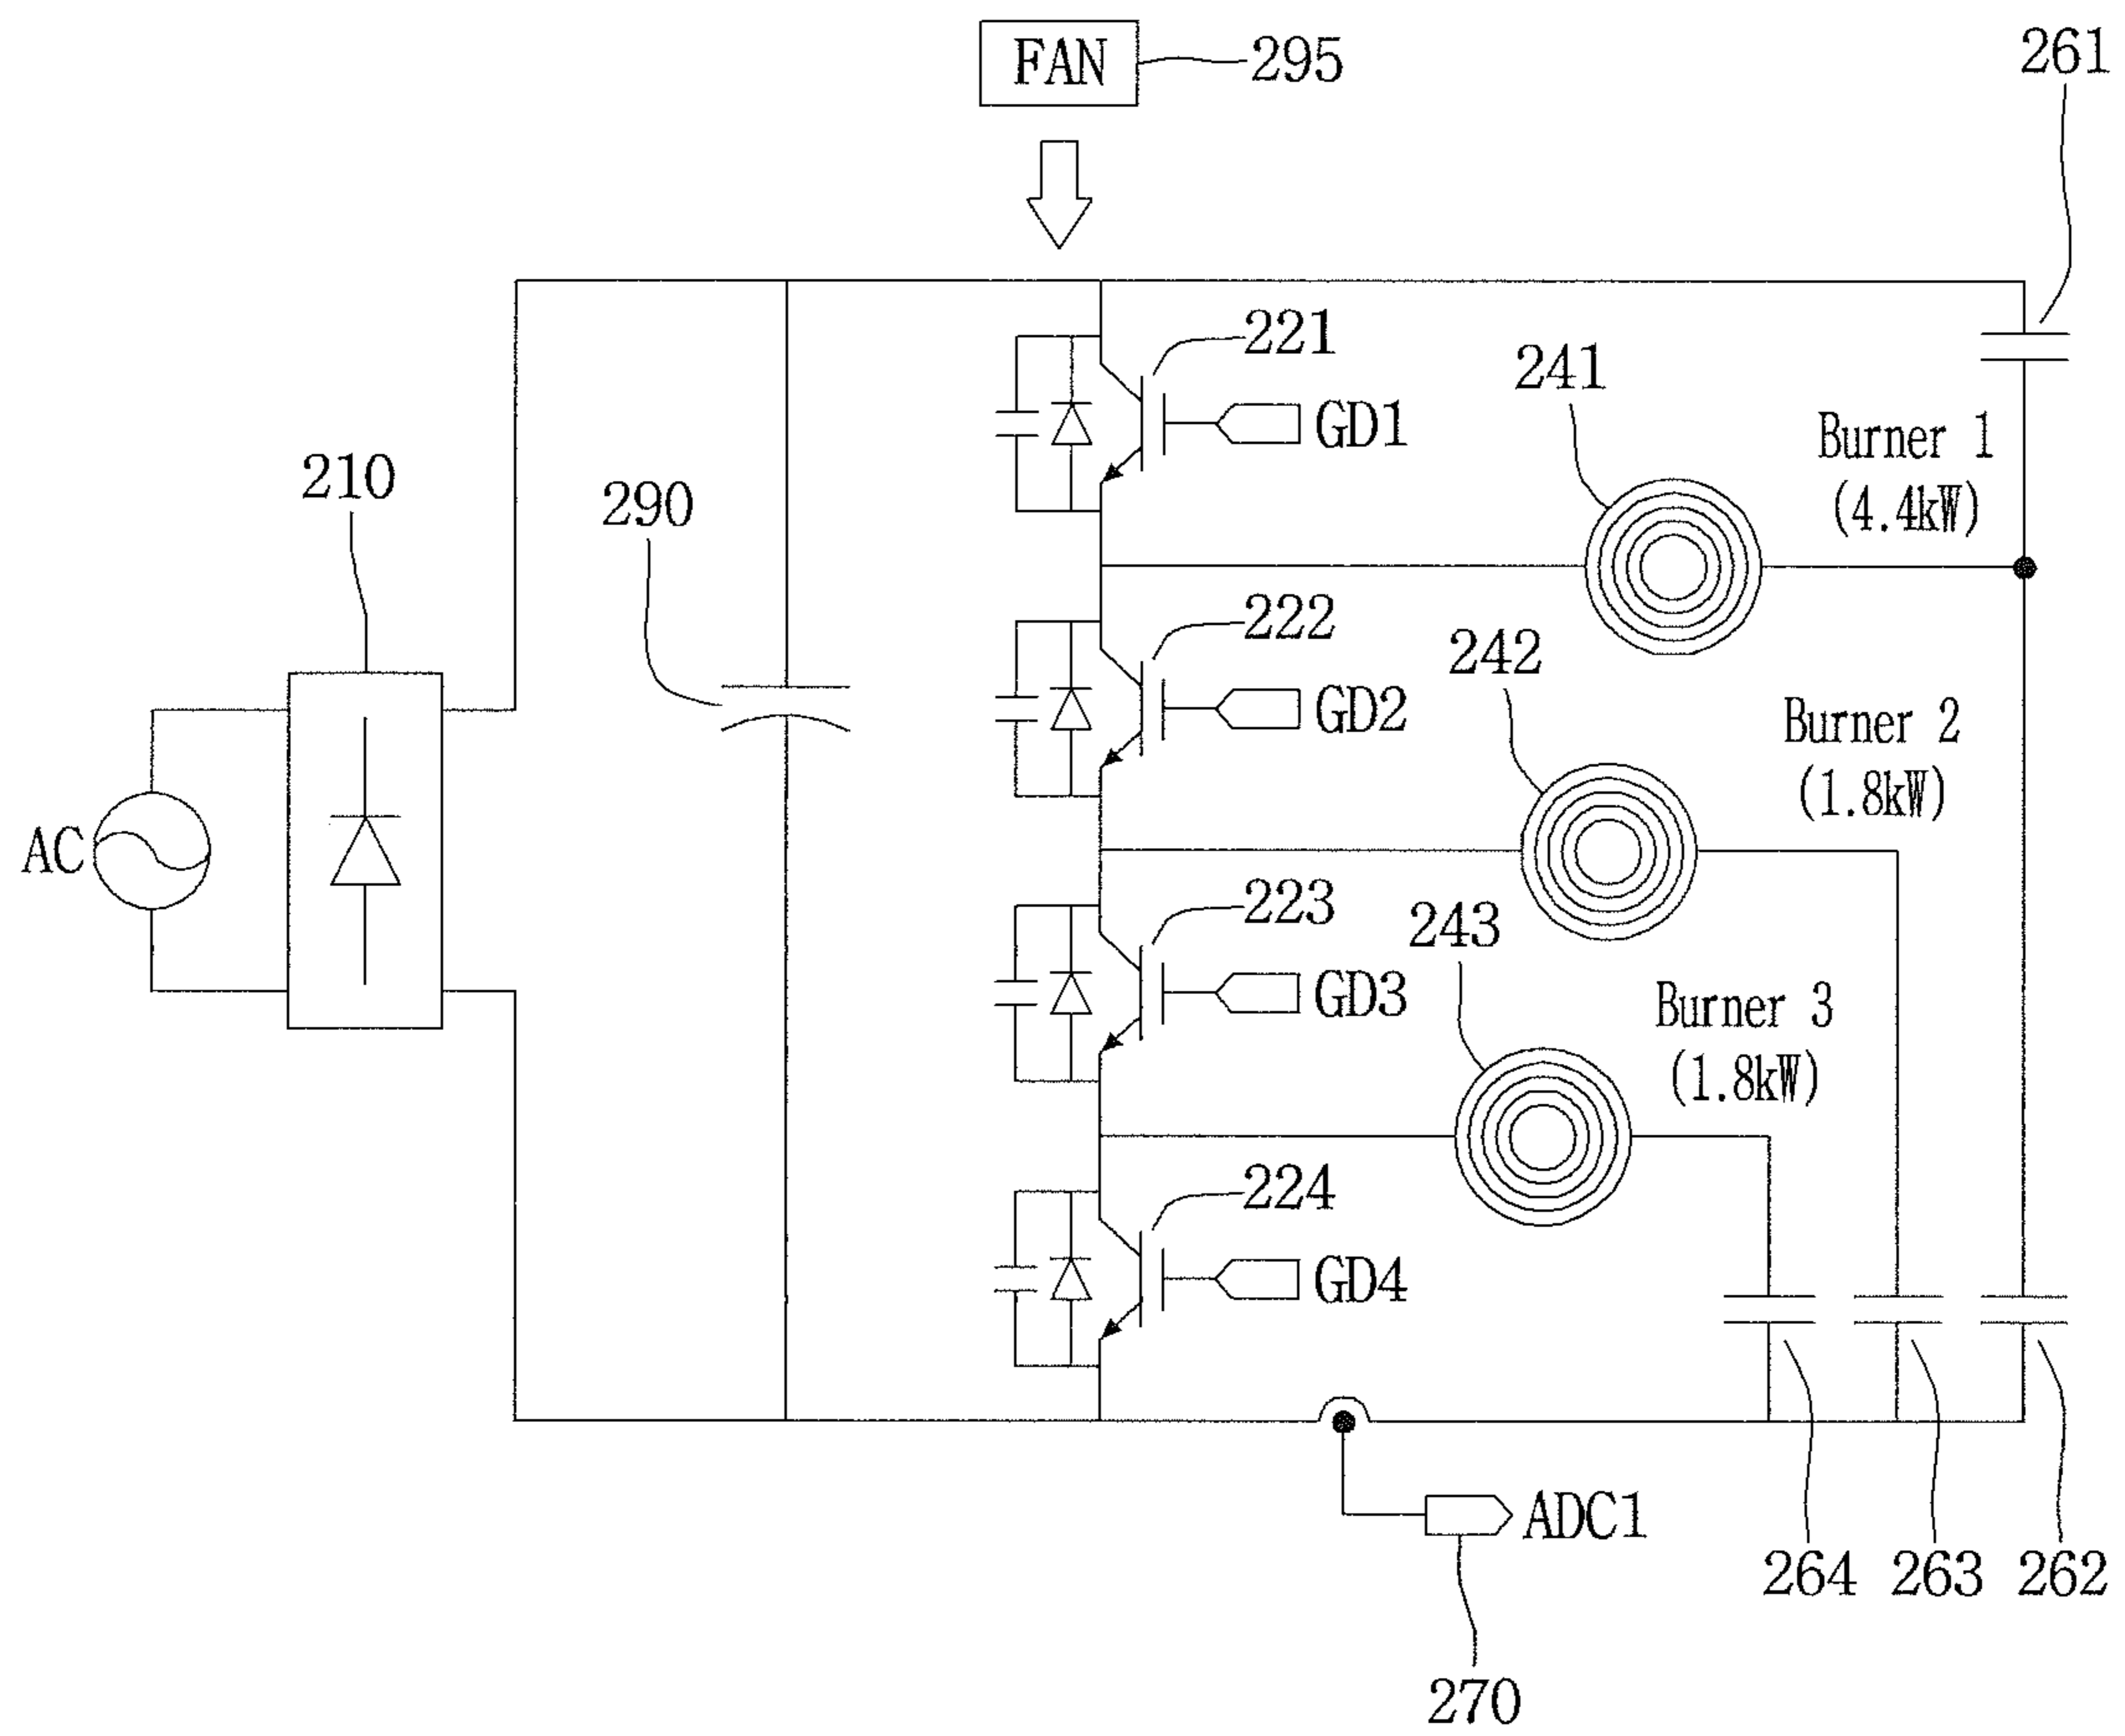 FAN 295
261
221
GD1
241
Burner 1
(4.4kW)
210
290
222
GD2
242
Burner 2
(1.8kW)
AC
223
GD3
243
Burner 3
(1.8kW)
224
GD4
ADC1
264 263 262
270